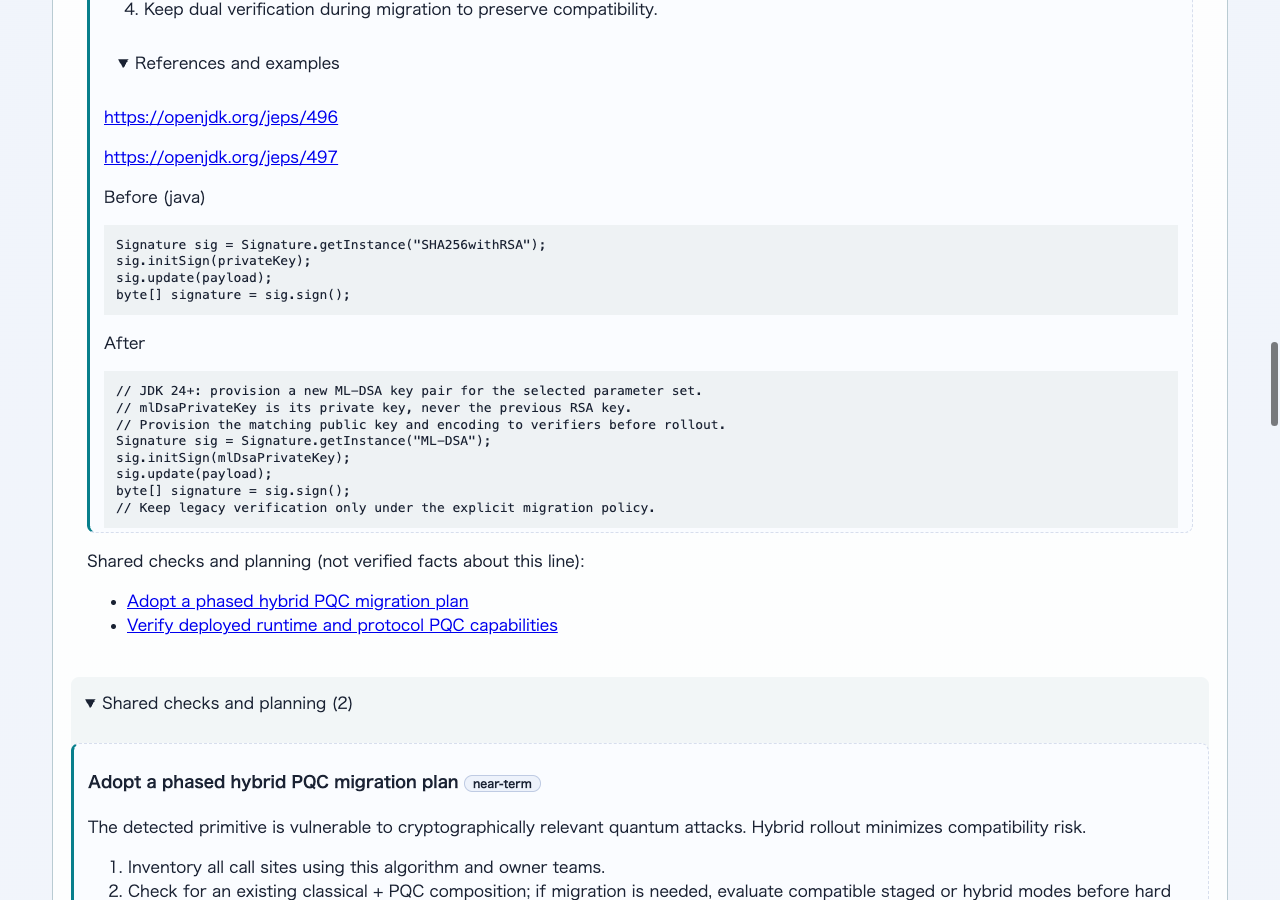 4. Keep dual verification during migration to preserve compatibility.
▼ References and examples
https://openjdk.org/jeps/496
https://openjdk.org/jeps/497
Before (java)
Signature sig = Signature.getInstance("SHA256withRSA");
sig.initSign(privateKey);
sig.update(payload);
byte[] signature = sig.sign();
After
// JDK 24+: provision a new ML-DSA key pair for the selected parameter set.
// mlDsaPrivateKey is its private key, never the previous RSA key.
// Provision the matching public key and encoding to verifiers before rollout.
Signature sig = Signature.getInstance("ML-DSA");
sig.initSign(mlDsaPrivateKey);
sig.update(payload);
byte[] signature = sig.sign();
// Keep legacy verification only under the explicit migration policy.
Shared checks and planning (not verified facts about this line):
• Adopt a phased hybrid PQC migration plan
• Verify deployed runtime and protocol PQC capabilities
▼ Shared checks and planning (2)
Adopt a phased hybrid PQC migration plan near-term
The detected primitive is vulnerable to cryptographically relevant quantum attacks. Hybrid rollout minimizes compatibility risk.
1. Inventory all call sites using this algorithm and owner teams.
2. Check for an existing classical + PQC composition; if migration is needed, evaluate compatible staged or hybrid modes before hard